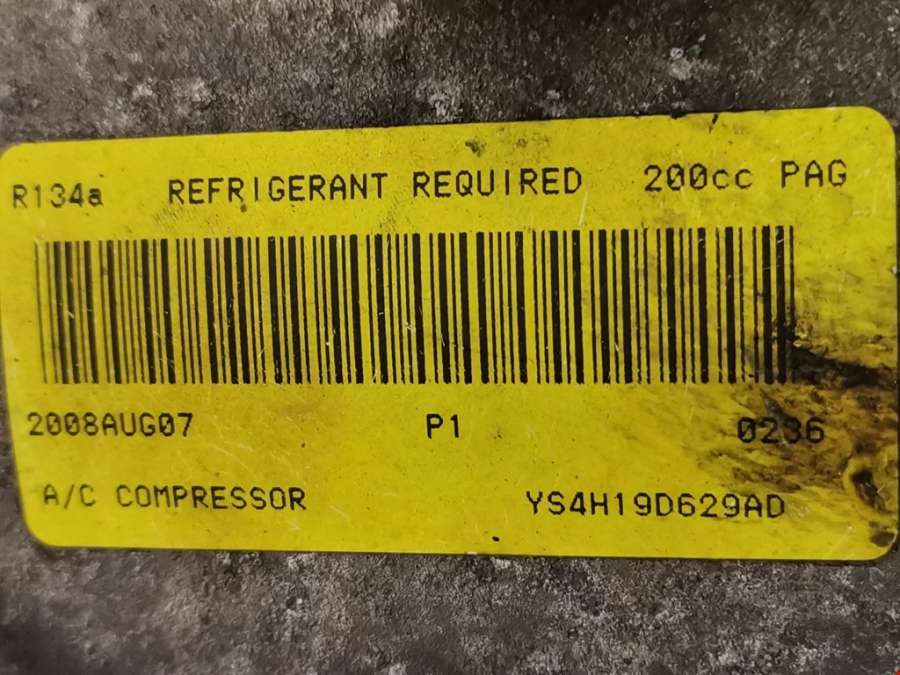 R134a REFRIGERANT REQUIRED 200cc PAG
2008AUG07 P1 0236
A/C COMPRESSOR YS4H19D629AD